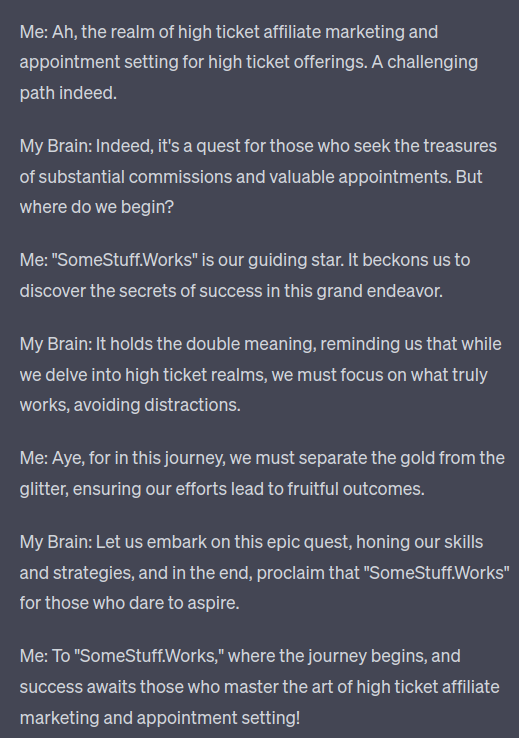 Me: Ah, the realm of high ticket affiliate marketing and
appointment setting for high ticket offerings. A challenging
path indeed.
My Brain: Indeed, it's a quest for those who seek the treasures
of substantial commissions and valuable appointments. But
where do we begin?
Me: "SomeStuff.Works" is our guiding star. It beckons us to
discover the secrets of success in this grand endeavor.
My Brain: It holds the double meaning, reminding us that while
we delve into high ticket realms, we must focus on what truly
works, avoiding distractions.
Me: Aye, for in this journey, we must separate the gold from the
glitter, ensuring our efforts lead to fruitful outcomes.
My Brain: Let us embark on this epic quest, honing our skills
and strategies, and in the end, proclaim that "SomeStuff.Works"
for those who dare to aspire.
Me: To "SomeStuff.Works," where the journey begins, and
success awaits those who master the art of high ticket affiliate
marketing and appointment setting!